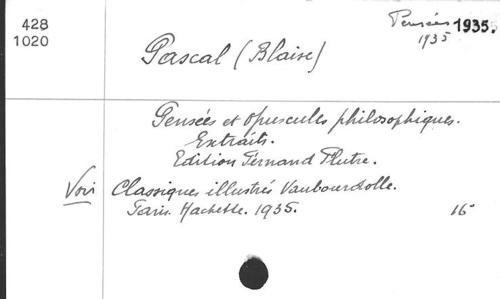 428
1020
Pensées 1935.
1935
Pascal (Blaise)
Pensées et opuscules philosophiques.
Extraits.
Edition Fernand Flutre.
Voir Classiques illustrés Vaubourdolle.
Paris. Hachette. 1935. 16°